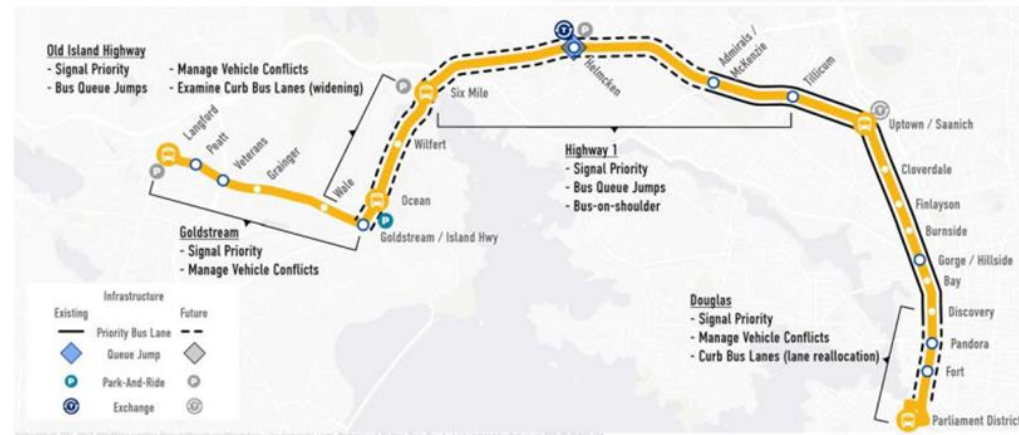 Old Island Highway
- Signal Priority
- Bus Queue Jumps
- Manage Vehicle Conflicts
- Examine Curb Bus Lanes (widening)
Langford
Peatt
Veterans
Grainger
Wale
Goldstream / Island Hwy
Ocean
Wilfert
Six Mile
Helmcken
Admirals /
McKenzie
Tillicum
Uptown / Saanich
Cloverdale
Finlayson
Burnside
Gorge / Hillside
Bay
Discovery
Pandora
Fort
Parliament District
Goldstream
- Signal Priority
- Manage Vehicle Conflicts
Highway 1
- Signal Priority
- Bus Queue Jumps
- Bus-on-shoulder
Douglas
- Signal Priority
- Manage Vehicle Conflicts
- Curb Bus Lanes (lane reallocation)
Infrastructure
Existing Future
Priority Bus Lane
Queue Jump
P Park-And-Ride P
T Exchange T
P
P
P
T
P
T